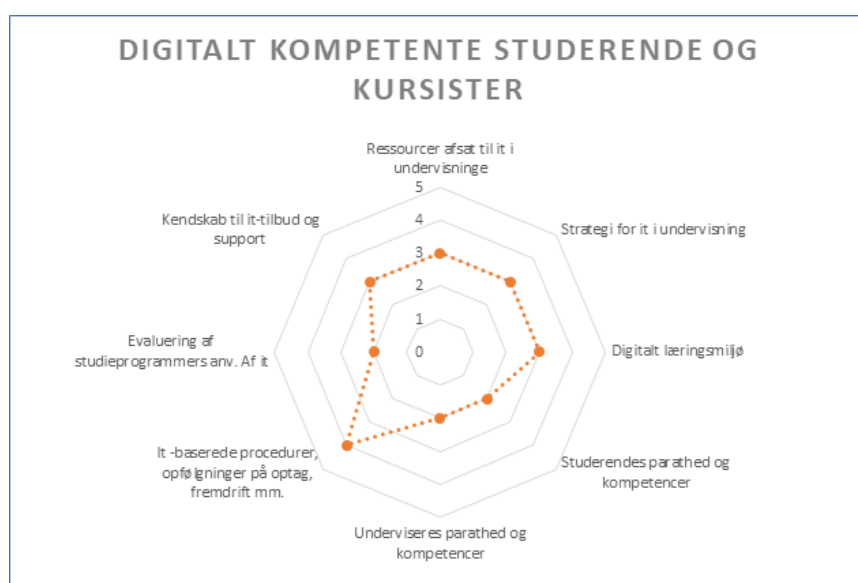 DIGITALT KOMPETENTE STUDERENDE OG
KURSISTER
Ressourcer afsat til it i
undervisninge
5
4
3
2
1
0
Strategi for it i undervisning
Digitalt læringsmiljø
Studerendes parathed og
kompetencer
Underviseres parathed og
kompetencer
It -baserede procedurer,
opfølgninger på optag,
fremdrift mm.
Evaluering af
studieprogrammers anv. Af it
Kendskab til it-tilbud og
support